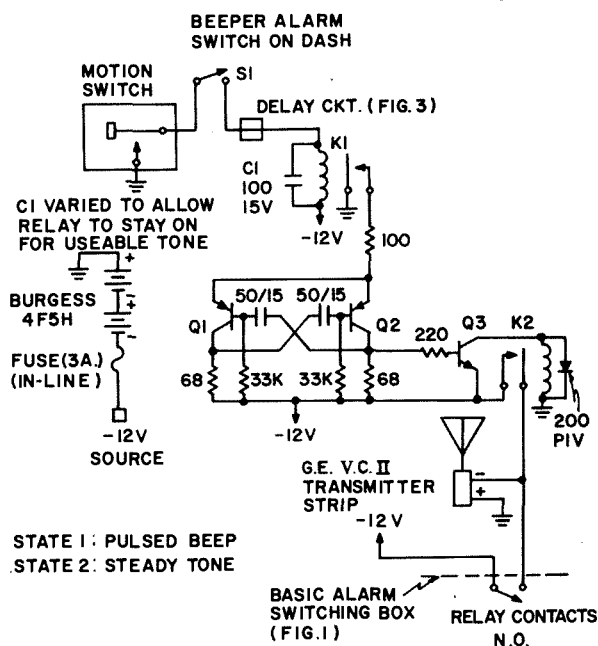 BEEPER ALARM
SWITCH ON DASH
MOTION
SWITCH
S1
DELAY CKT. (FIG. 3)
K1
C1
100
15V
-12V
C1 VARIED TO ALLOW
RELAY TO STAY ON
FOR USEABLE TONE
100
+
-
+
-
BURGESS
4F5H
FUSE(3A.)
(IN-LINE)
-12V
SOURCE
50/15
50/15
Q1
Q2
Q3
K2
220
68
33K
33K
68
-12V
200
PIV
G.E. V.C. II
TRANSMITTER
STRIP
-
+
-12V
STATE 1: PULSED BEEP
STATE 2: STEADY TONE
BASIC ALARM
SWITCHING BOX
(FIG. 1)
RELAY CONTACTS
N.O.